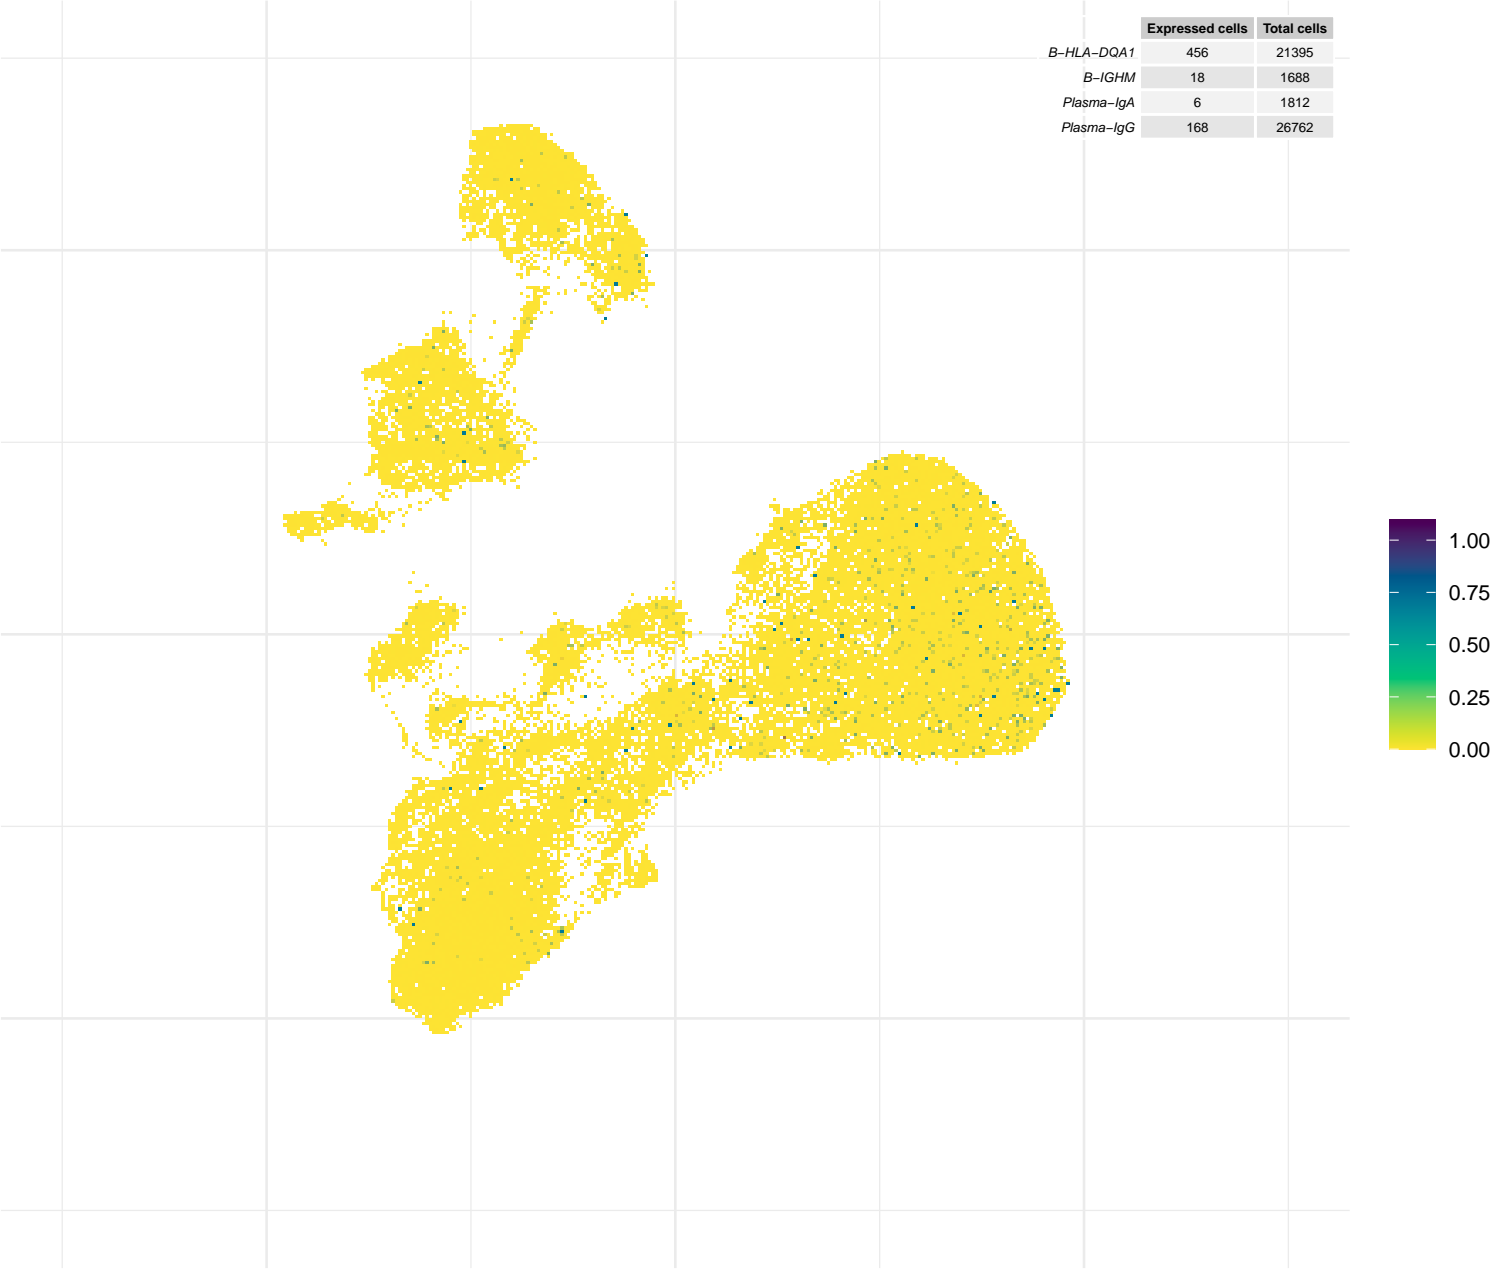 Expressed cells Total cells
B−HLA−DQA1 456 21395
B−IGHM 18 1688
Plasma−IgA 6 1812
Plasma−IgG 168 26762
1.00
0.75
0.50
0.25
0.00